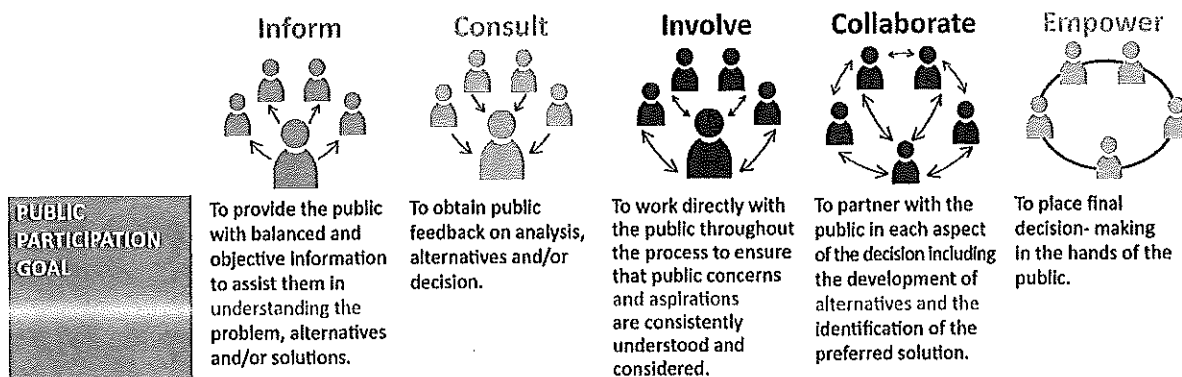 Inform
Consult
Involve
Collaborate
Empower
PUBLIC
PARTICIPATION
GOAL
To provide the public
with balanced and
objective information
to assist them in
understanding the
problem, alternatives
and/or solutions.
To obtain public
feedback on analysis,
alternatives and/or
decision.
To work directly with
the public throughout
the process to ensure
that public concerns
and aspirations
are consistently
understood and
considered.
To partner with the
public in each aspect
of the decision including
the development of
alternatives and the
identification of the
preferred solution.
To place final
decision- making
in the hands of the
public.